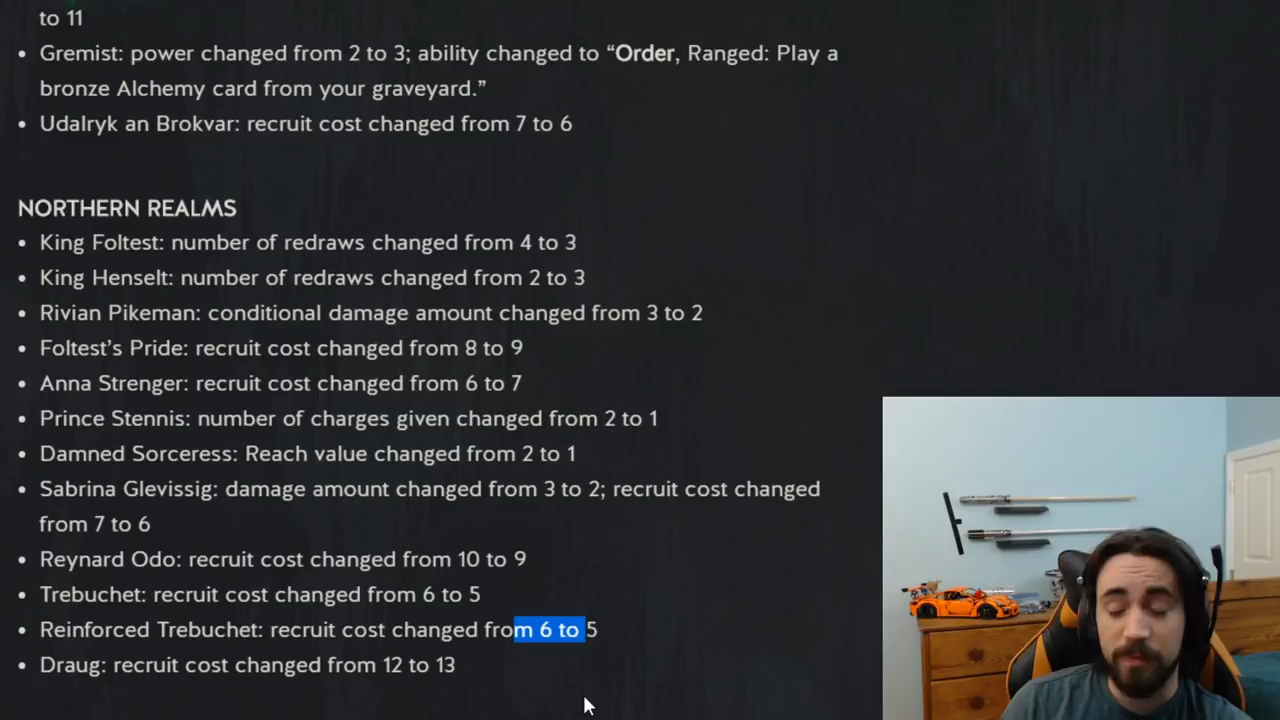 to 11
• Gremist: power changed from 2 to 3; ability changed to “Order, Ranged: Play a
bronze Alchemy card from your graveyard.”
• Udalryk an Brokvar: recruit cost changed from 7 to 6
NORTHERN REALMS
• King Foltest: number of redraws changed from 4 to 3
• King Henselt: number of redraws changed from 2 to 3
• Rivian Pikeman: conditional damage amount changed from 3 to 2
• Foltest’s Pride: recruit cost changed from 8 to 9
• Anna Strenger: recruit cost changed from 6 to 7
• Prince Stennis: number of charges given changed from 2 to 1
• Damned Sorceress: Reach value changed from 2 to 1
• Sabrina Glevissig: damage amount changed from 3 to 2; recruit cost changed
from 7 to 6
• Reynard Odo: recruit cost changed from 10 to 9
• Trebuchet: recruit cost changed from 6 to 5
• Reinforced Trebuchet: recruit cost changed from 6 to 5
• Draug: recruit cost changed from 12 to 13